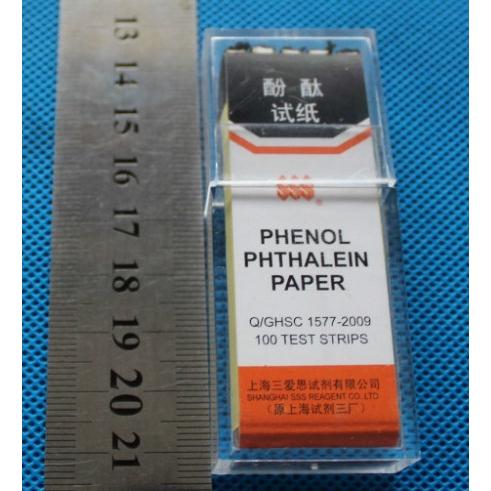 13
14
15
16
17
18
19
20
21
酚酞
试纸
SSS®
PHENOL
PHTHALEIN
PAPER
Q/GHSC 1577-2009
100 TEST STRIPS
上海三爱思试剂有限公司
SHANGHAI SSS REAGENT CO. LTD
（原上海试剂三厂）